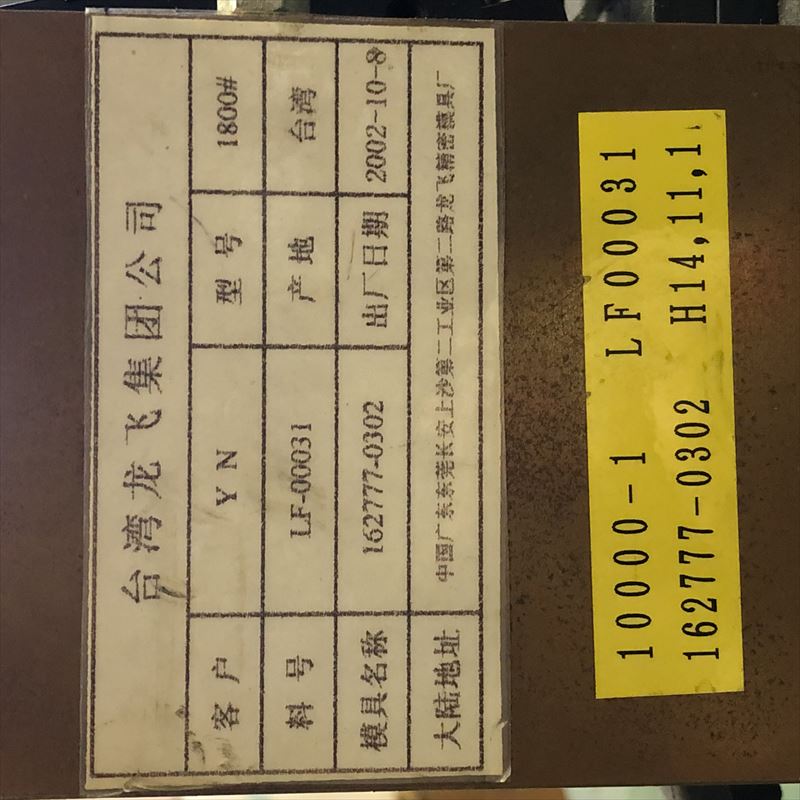 台湾龙飞集团公司
客户 YN 型号 1800#
料号 LF-00031 产地 台湾
模具名称 162777-0302 出厂日期 2002-10-8
大陆地址 中国广东东莞长安上沙第二工业区第二路龙飞精密模具厂
10000-1 LF00031
162777-0302 H14,11,1.